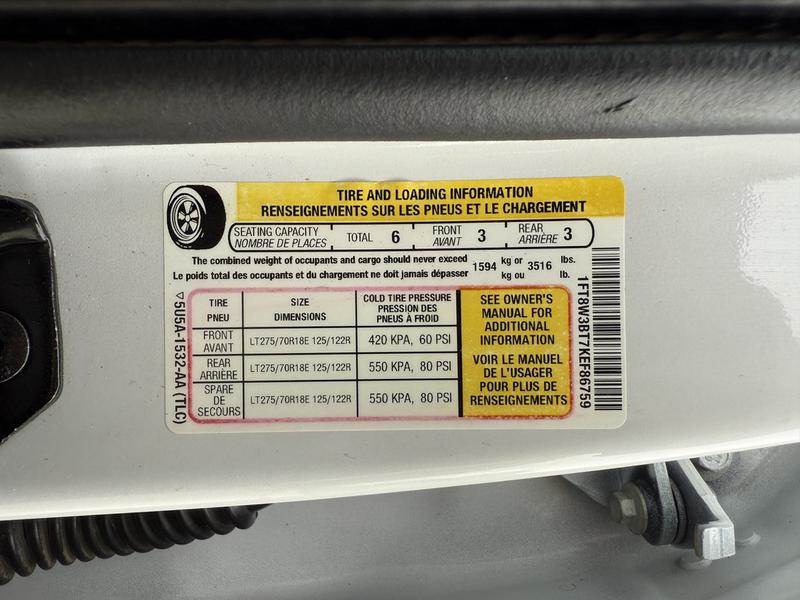 TIRE AND LOADING INFORMATION
RENSEIGNEMENTS SUR LES PNEUS ET LE CHARGEMENT
SEATING CAPACITY
NOMBRE DE PLACES
TOTAL 6
FRONT
AVANT
3
REAR
ARRIÈRE
3
The combined weight of occupants and cargo should never exceed
Le poids total des occupants et du chargement ne doit jamais dépasser
1594
kg or
kg ou
3516
lbs.
lb.
TIRE
PNEU
SIZE
DIMENSIONS
COLD TIRE PRESSURE
PRESSION DES
PNEUS À FROID
FRONT
AVANT
LT275/70R18E 125/122R
420 KPA, 60 PSI
REAR
ARRIÈRE
LT275/70R18E 125/122R
550 KPA, 80 PSI
SPARE
DE
SECOURS
LT275/70R18E 125/122R
550 KPA, 80 PSI
SEE OWNER'S
MANUAL FOR
ADDITIONAL
INFORMATION
VOIR LE MANUEL
DE L'USAGER
POUR PLUS DE
RENSEIGNEMENTS
▽5U5A-1532-AA (TLC)
1FT8W3BT7KEF86759